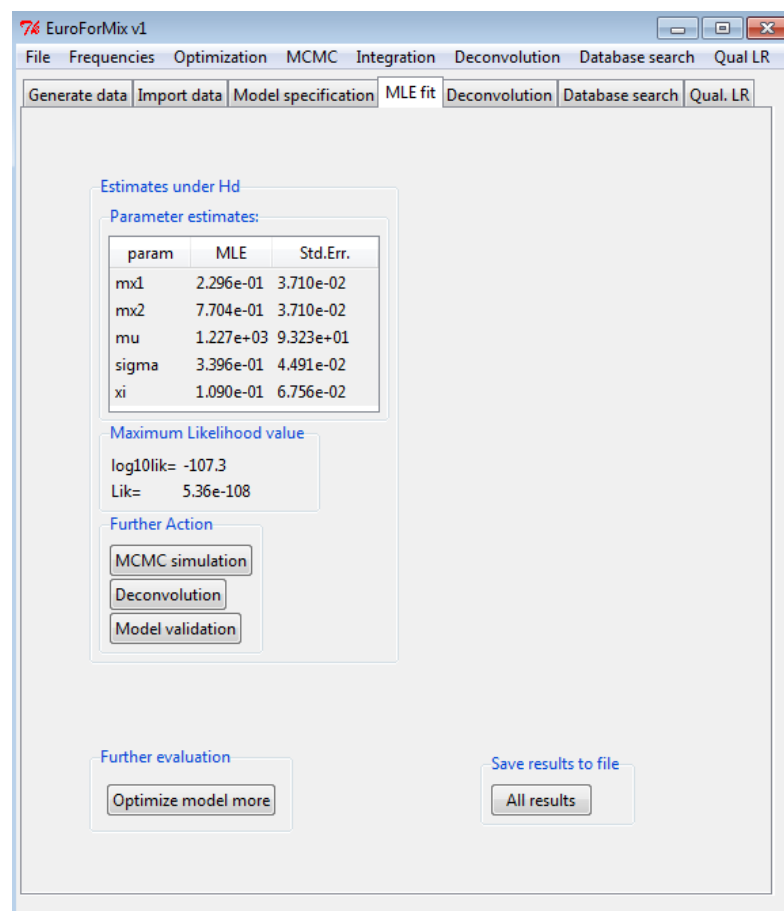 EuroForMix v1
File Frequencies Optimization MCMC Integration Deconvolution Database search Qual LR
Generate data Import data Model specification MLE fit Deconvolution Database search Qual. LR
Estimates under Hd
Parameter estimates:
param MLE Std.Err.
mx1 2.296e-01 3.710e-02
mx2 7.704e-01 3.710e-02
mu 1.227e+03 9.323e+01
sigma 3.396e-01 4.491e-02
xi 1.090e-01 6.756e-02
Maximum Likelihood value
log10lik= -107.3
Lik= 5.36e-108
Further Action
MCMC simulation
Deconvolution
Model validation
Further evaluation
Optimize model more
Save results to file
All results